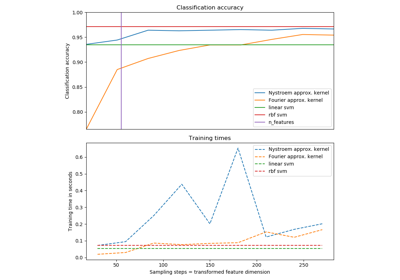 Classification accuracy
1.00
0.95
0.90
0.85
0.80
Classification accuracy
Nystroem approx. kernel
Fourier approx. kernel
linear svm
rbf svm
n_features
Training times
0.6
0.5
0.4
0.3
0.2
0.1
0.0
Training time in seconds
Nystroem approx. kernel
Fourier approx. kernel
linear svm
rbf svm
50
100
150
200
250
Sampling steps = transformed feature dimension